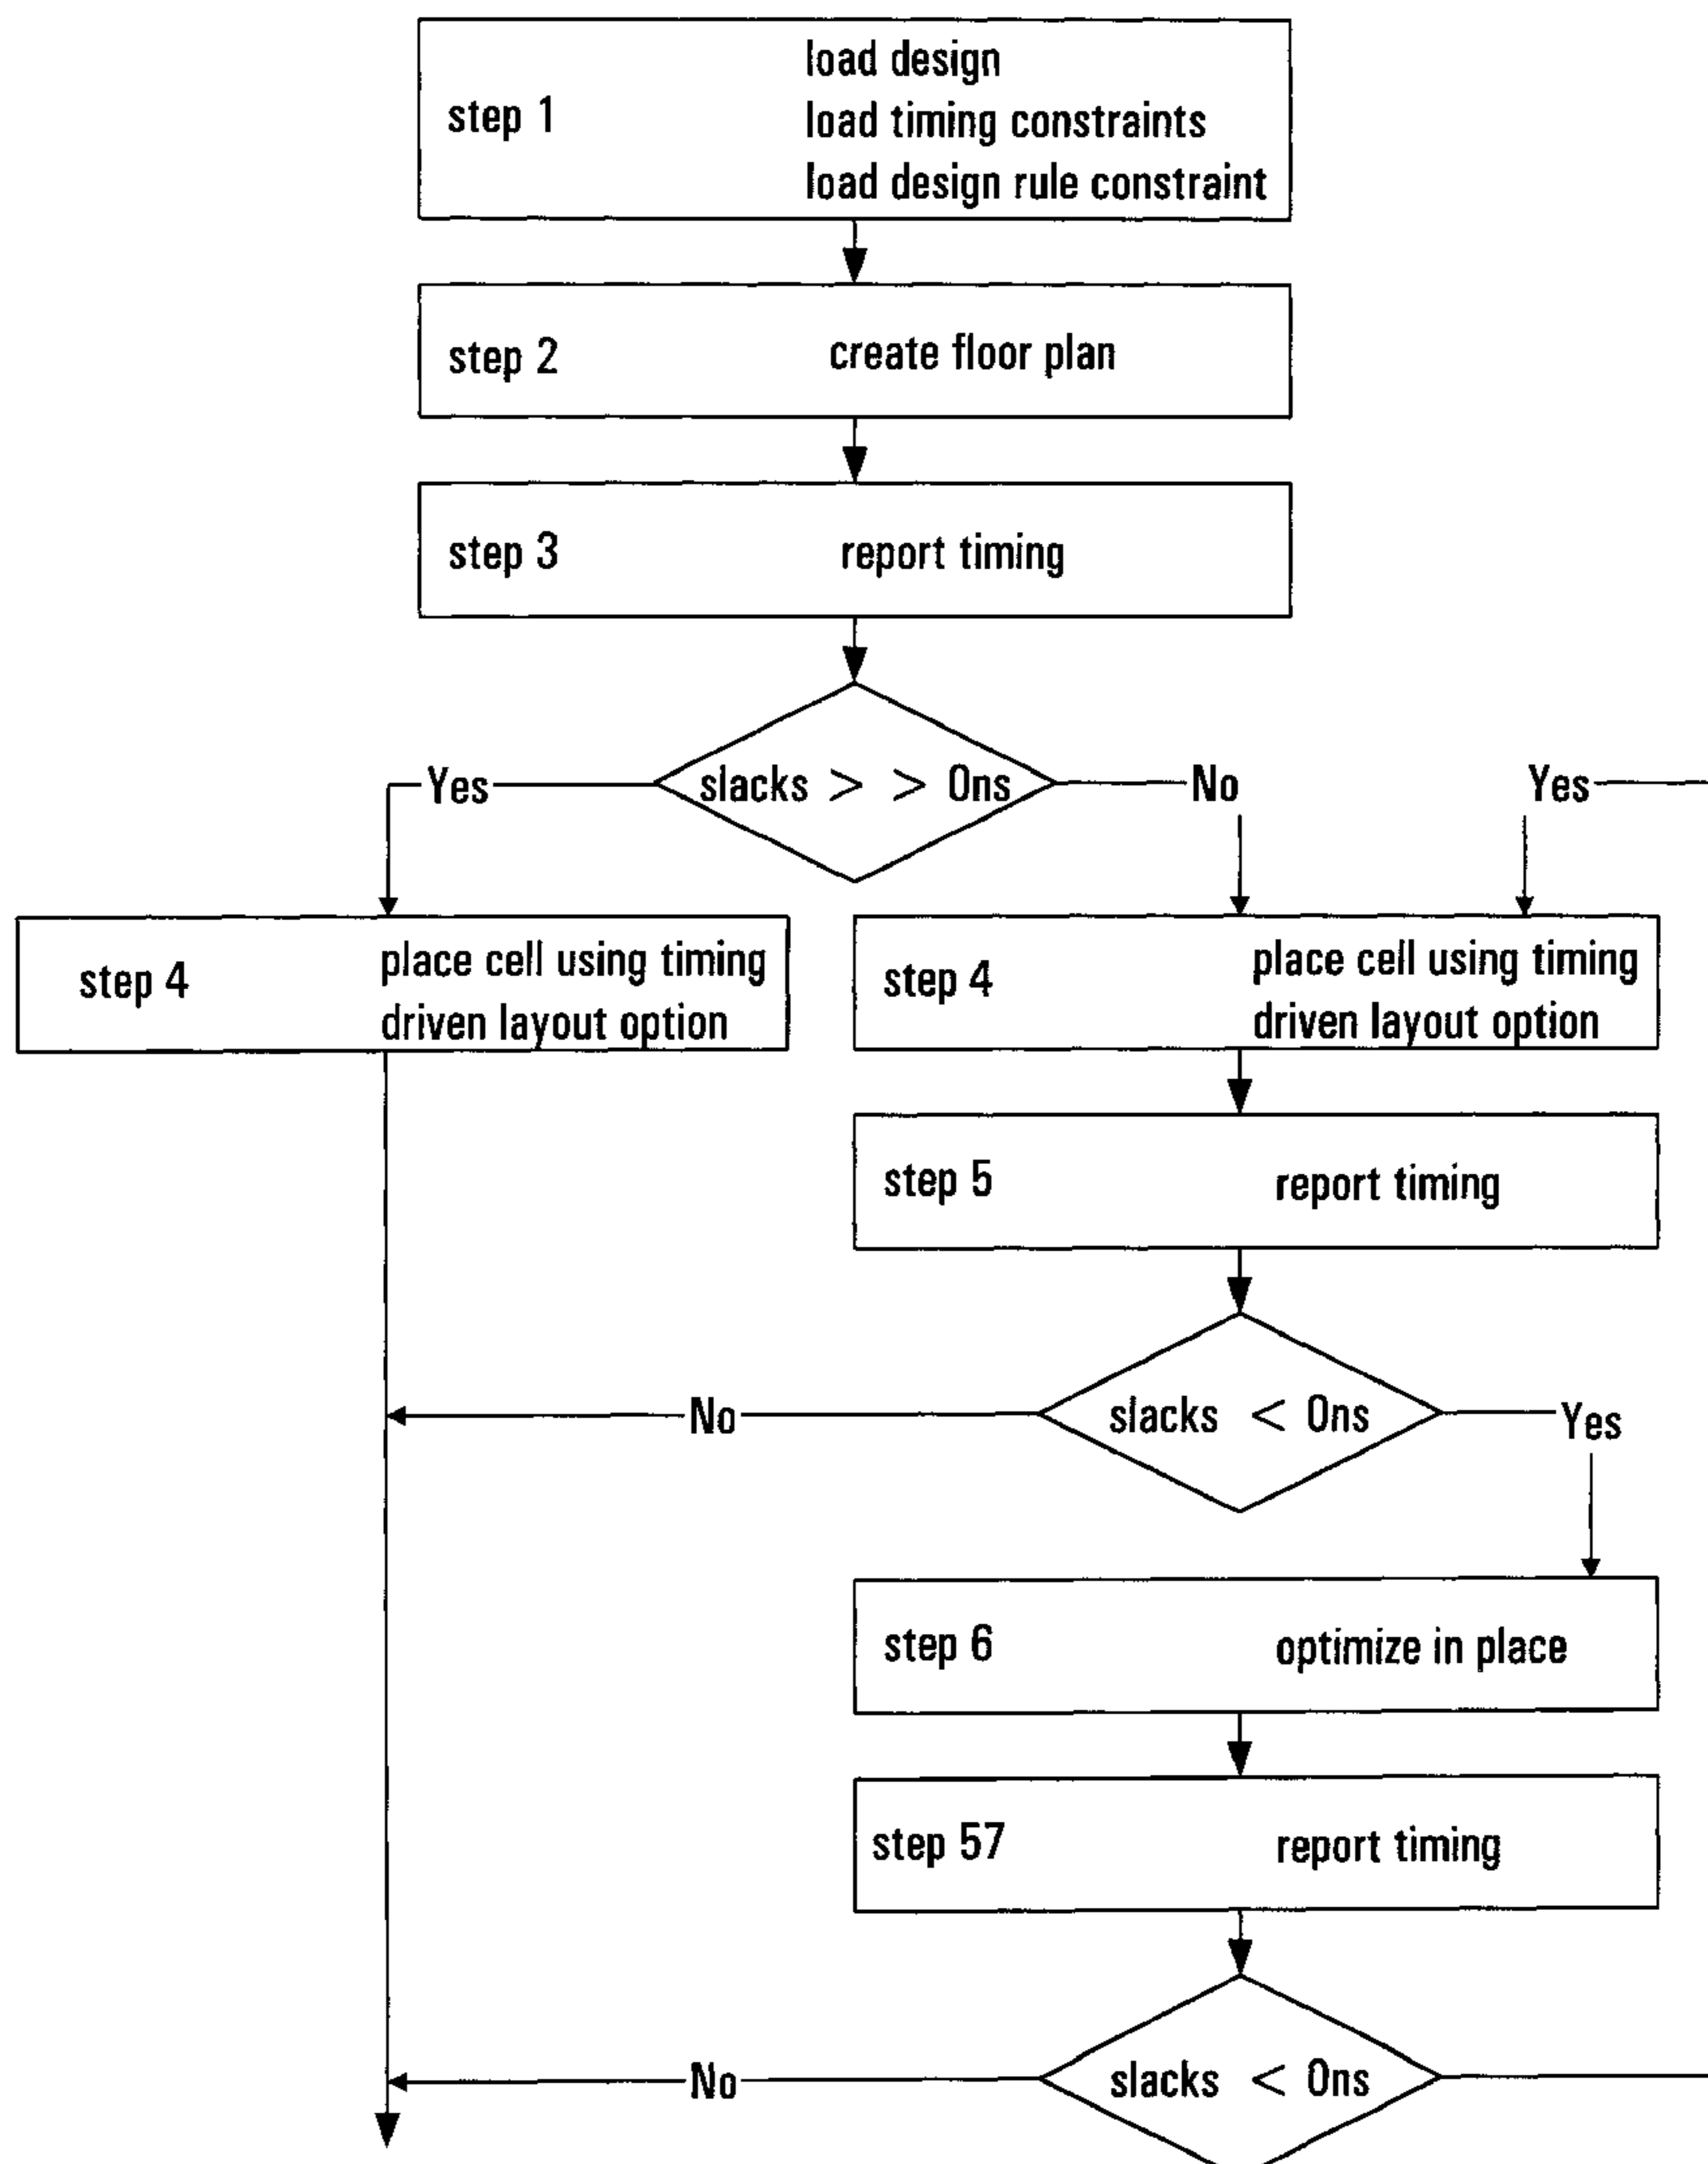 step 1
load design
load timing constraints
load design rule constraint
step 2 create floor plan
step 3 report timing
slacks > > 0ns
Yes
No
Yes
step 4
place cell using timing
driven layout option
step 4
place cell using timing
driven layout option
step 5 report timing
slacks < 0ns
No
Yes
step 6 optimize in place
step 57 report timing
slacks < 0ns
No